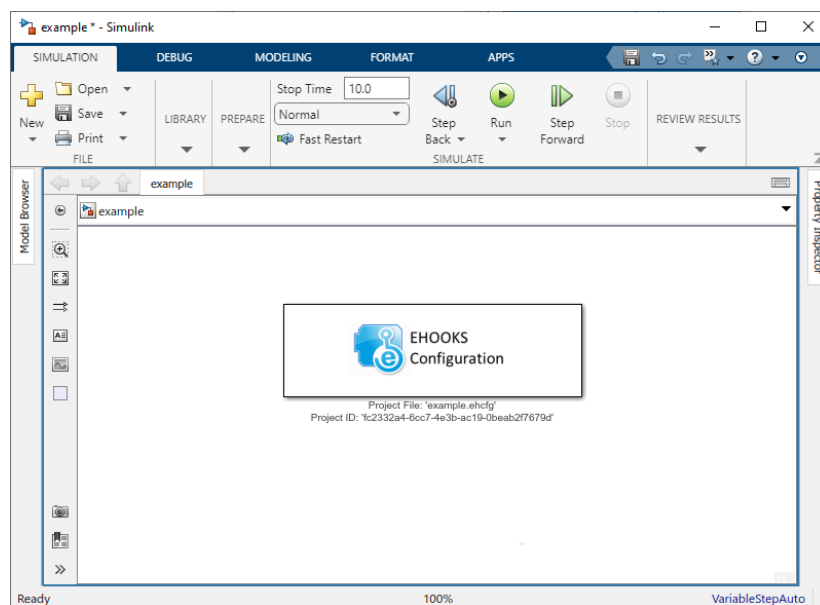 example * - Simulink
SIMULATION DEBUG MODELING FORMAT APPS
New
Open
Save
Print
FILE
LIBRARY
PREPARE
Stop Time 10.0
Normal
Fast Restart
Step Back
Run
Step Forward
Stop
SIMULATE
REVIEW RESULTS
Model Browser
example
example
Property Inspector
EHOOKS
Configuration
Project File: 'example.ehcfg'
Project ID: 'fc2332a4-6cc7-4e3b-ac19-0beab2f7679d'
Ready 100% VariableStepAuto